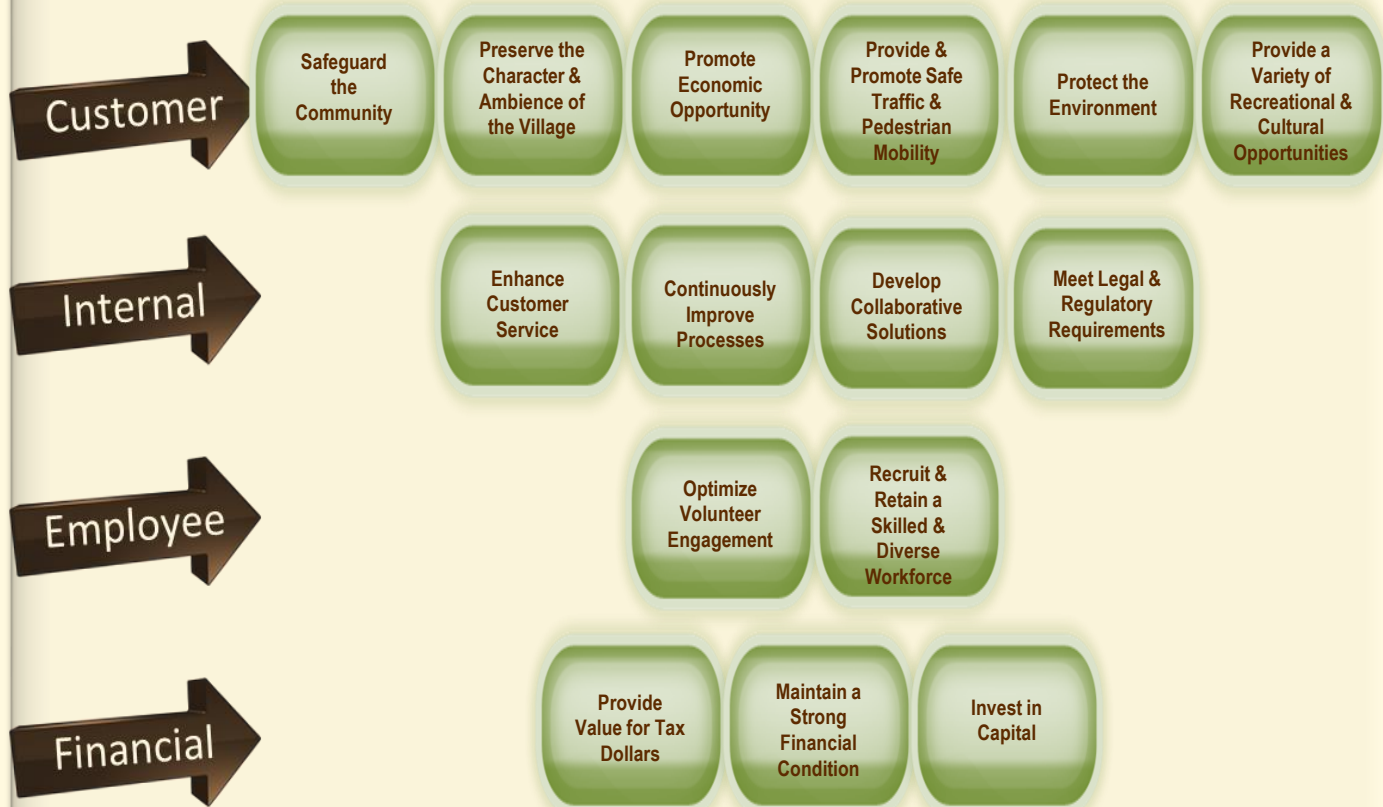 Customer
Safeguard
the
Community
Preserve the
Character &
Ambience of
the Village
Promote
Economic
Opportunity
Provide &
Promote Safe
Traffic &
Pedestrian
Mobility
Protect the
Environment
Provide a
Variety of
Recreational &
Cultural
Opportunities
Internal
Enhance
Customer
Service
Continuously
Improve
Processes
Develop
Collaborative
Solutions
Meet Legal &
Regulatory
Requirements
Employee
Optimize
Volunteer
Engagement
Recruit &
Retain a
Skilled &
Diverse
Workforce
Financial
Provide
Value for Tax
Dollars
Maintain a
Strong
Financial
Condition
Invest in
Capital